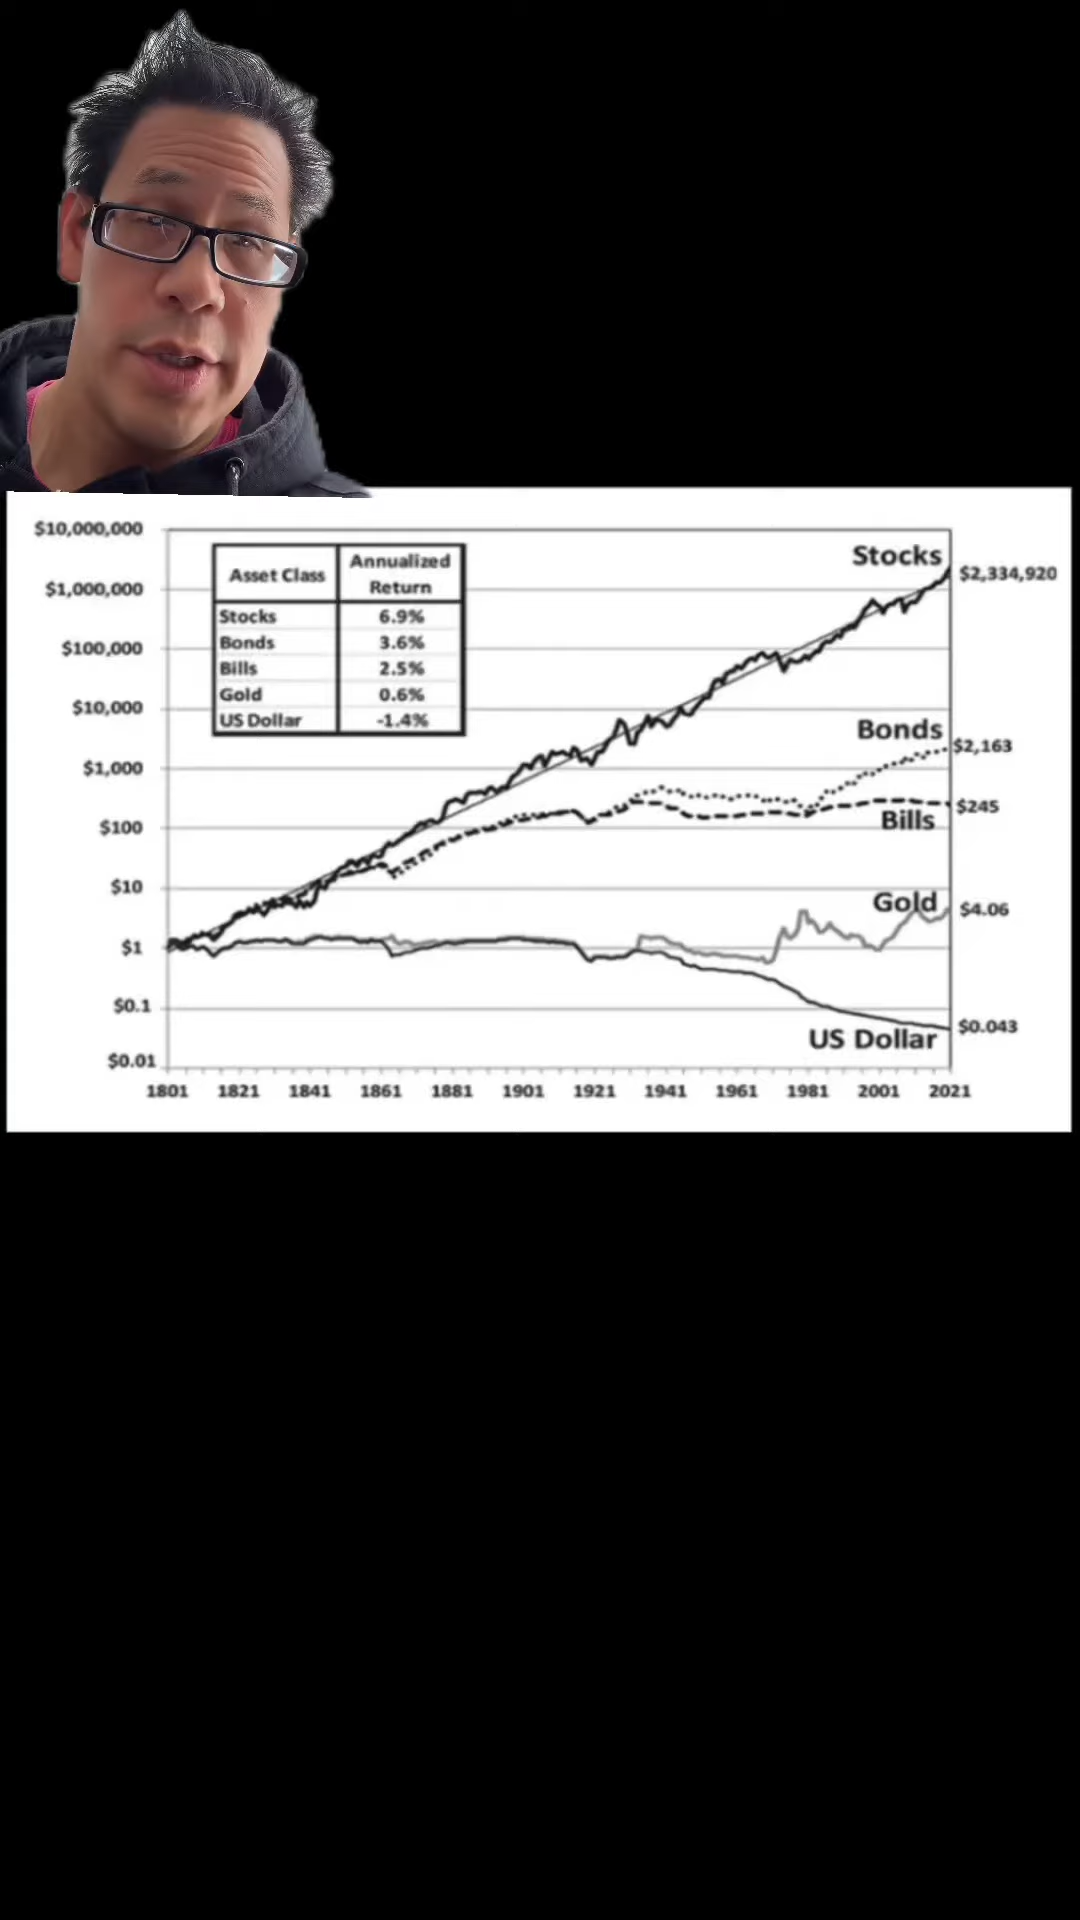 $10,000,000
$1,000,000
$100,000
$10,000
$1,000
$100
$10
$1
$0.1
$0.01
Asset Class Annualized Return
Stocks 6.9%
Bonds 3.6%
Bills 2.5%
Gold 0.6%
US Dollar -1.4%
Stocks
$2,334,920
Bonds
$2,163
$245
Bills
Gold
$4.06
$0.043
US Dollar
1801 1821 1841 1861 1881 1901 1921 1941 1961 1981 2001 2021